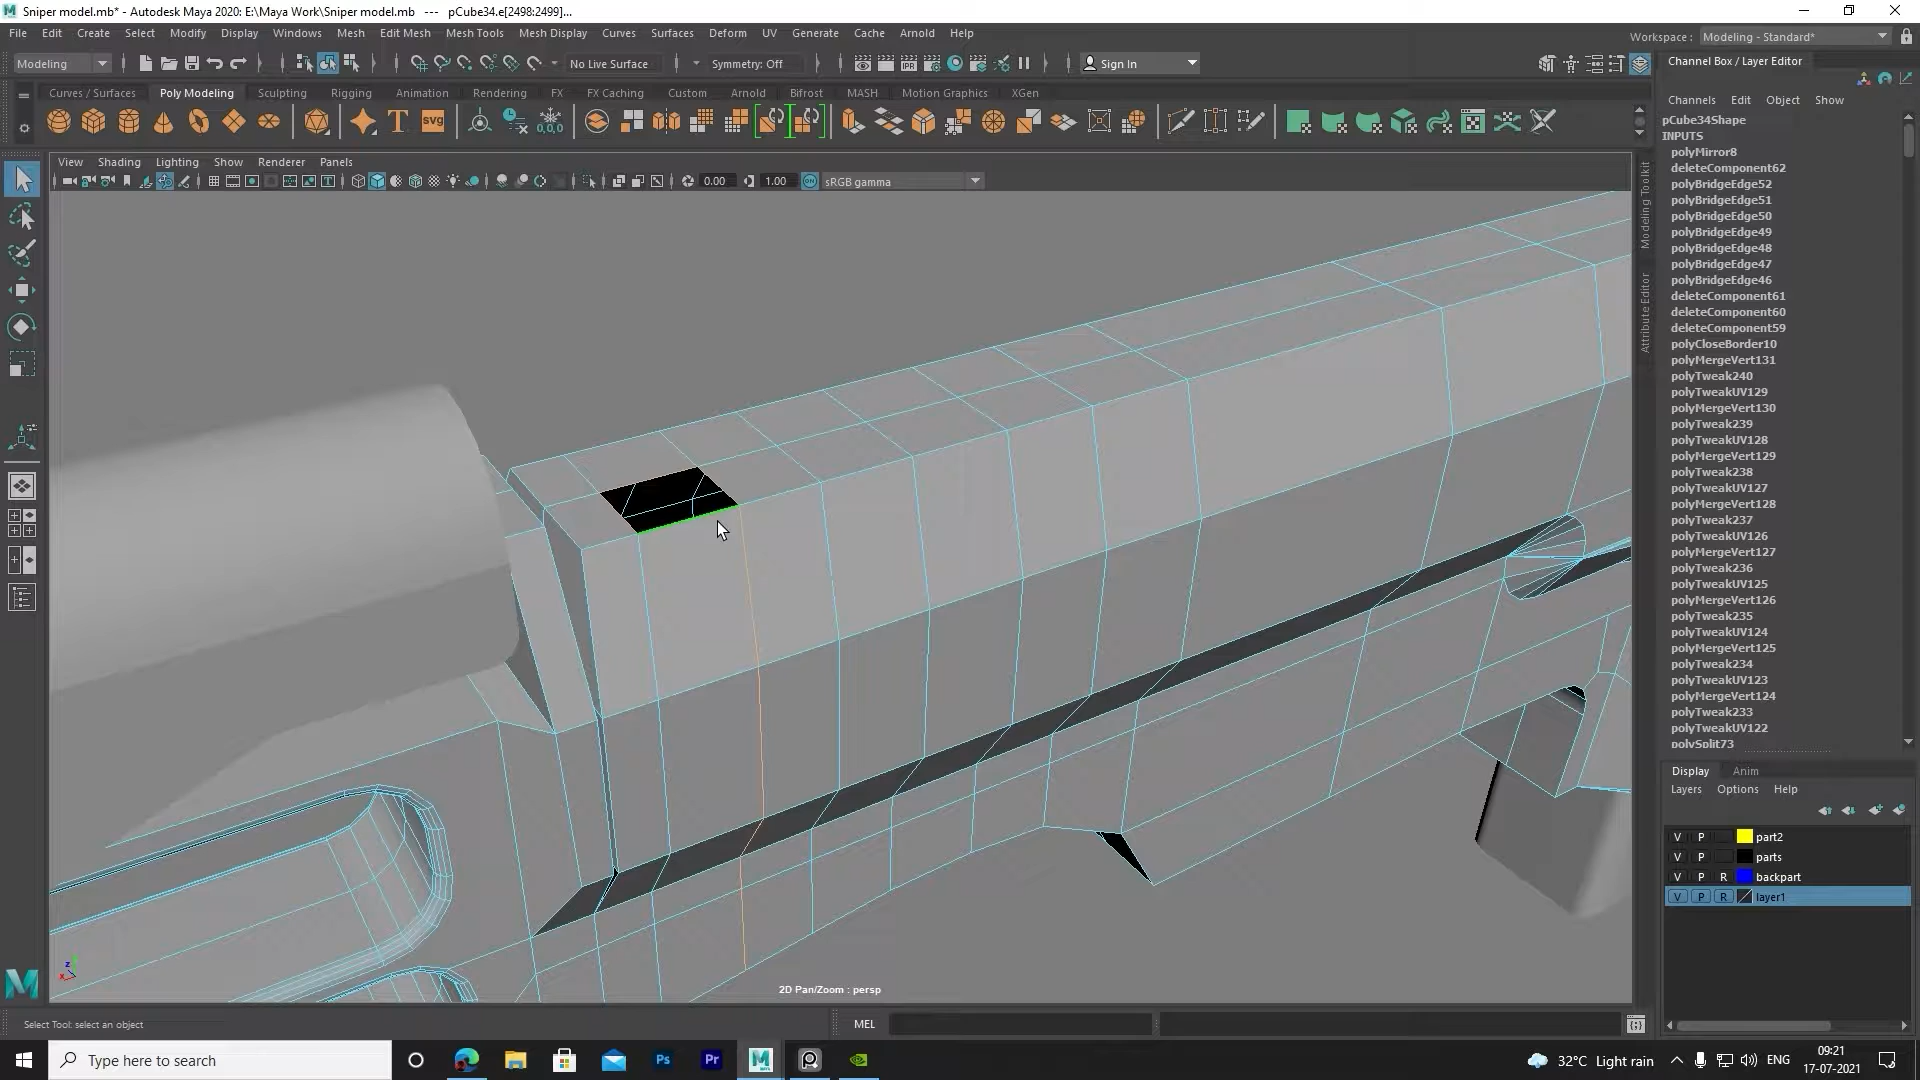 Sniper model.mb* - Autodesk Maya 2020: E:\Maya Work\Sniper model.mb   ---   pCube34.e[2498:2499]...
File Edit Create Select Modify Display Windows Mesh Edit Mesh Mesh Tools Mesh Display Curves Surfaces Deform UV Generate Cache Arnold Help
Workspace : Modeling - Standard*
Modeling
No Live Surface
Symmetry: Off
IPR
Sign In
Channel Box / Layer Editor
Curves / Surfaces Poly Modeling Sculpting Rigging Animation Rendering FX FX Caching Custom Arnold Bifrost MASH Motion Graphics XGen
Channels Edit Object Show
T
SVG
0,0,0
View Shading Lighting Show Renderer Panels
0.00
1.00
ON
sRGB gamma
Modeling Toolkit
Attribute Editor
pCube34Shape
INPUTS
polyMirror8
deleteComponent62
polyBridgeEdge52
polyBridgeEdge51
polyBridgeEdge50
polyBridgeEdge49
polyBridgeEdge48
polyBridgeEdge47
polyBridgeEdge46
deleteComponent61
deleteComponent60
deleteComponent59
polyCloseBorder10
polyMergeVert131
polyTweak240
polyTweakUV129
polyMergeVert130
polyTweak239
polyTweakUV128
polyMergeVert129
polyTweak238
polyTweakUV127
polyMergeVert128
polyTweak237
polyTweakUV126
polyMergeVert127
polyTweak236
polyTweakUV125
polyMergeVert126
polyTweak235
polyTweakUV124
polyMergeVert125
polyTweak234
polyTweakUV123
polyMergeVert124
polyTweak233
polyTweakUV122
polySplit73
Display Anim
Layers Options Help
V P part2
V P parts
V P R backpart
V P R layer1
z
x
2D Pan/Zoom : persp
Select Tool: select an object
MEL
Type here to search
Ps
Pr
M
32°C Light rain
ENG
09:21
17-07-2021